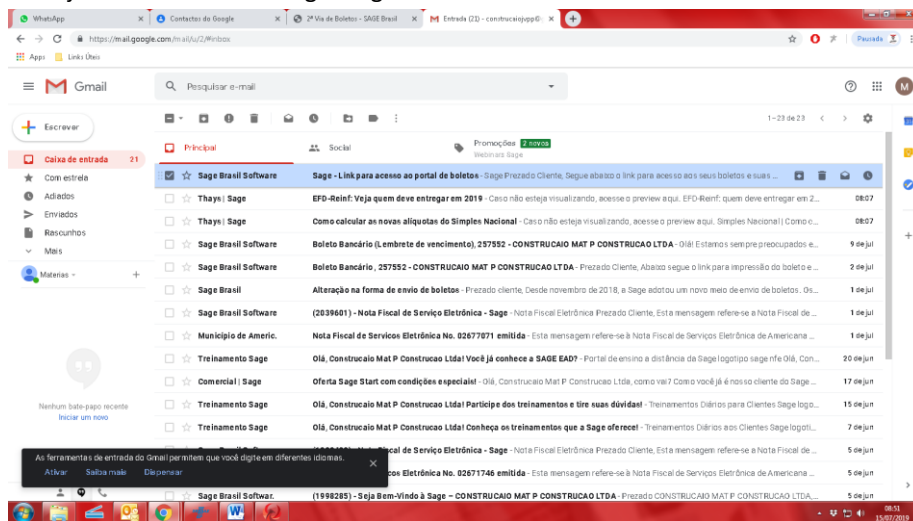 WhatsApp Contactos do Google 2ª Via de Boletos - SAGE Brasil Entrada (21) - construcaiojvpp@
https://mail.google.com/mail/u/2/#inbox Pausada
Apps Links Úteis
Gmail Pesquisar e-mail M
Escrever 1-23 de 23
Principal Social Promoções 2 novos
Webinars Sage
Caixa de entrada 21
Com estrela
Adiados
Enviados
Rascunhos
Mais
Materias
Sage Brasil Software Sage - Link para acesso ao portal de boletos - Sage Prezado Cliente, Segue abaixo o link para acesso aos seus boletos e suas ...
Thays | Sage EFD-Reinf: Veja quem deve entregar em 2019 - Caso não esteja visualizando, acesse o preview aqui. EFD-Reinf: quem deve entregar em 2... 08:07
Thays | Sage Como calcular as novas alíquotas do Simples Nacional - Caso não esteja visualizando, acesse o preview aqui. Simples Nacional | Como c... 08:07
Sage Brasil Software Boleto Bancário (Lembrete de vencimento), 257552 - CONSTRUCAIO MAT P CONSTRUCAO LTDA - Olá! Estamos sempre preocupados e... 9 de jul
Sage Brasil Software Boleto Bancário , 257552 - CONSTRUCAIO MAT P CONSTRUCAO LTDA - Prezado Cliente, Abaixo segue o link para impressão do boleto e ... 2 de jul
Sage Brasil Alteração na forma de envio de boletos - Prezado cliente, Desde novembro de 2018, a Sage adotou um novo meio de envio de boletos. Os... 1 de jul
Sage Brasil Software (2039601) - Nota Fiscal de Serviço Eletrônica - Sage - Nota Fiscal Eletrônica Prezado Cliente, Esta mensagem refere-se a Nota Fiscal de ... 1 de jul
Município de Americ. Nota Fiscal de Servicos Eletrônica No. 02677071 emitida - Esta mensagem refere-se à Nota Fiscal de Serviços Eletrônica de Americana ... 1 de jul
Treinamento Sage Olá, Construcaio Mat P Construcao Ltda! Você já conhece a SAGE EAD? - Portal de ensino a distância da Sage logotipo sage nfe Olá, Con... 20 de jun
Comercial | Sage Oferta Sage Start com condições especiais! - Olá, Construcaio Mat P Construcao Ltda, como vai? Como você já é nosso cliente do Sage ... 17 de jun
Treinamento Sage Olá, Construcaio Mat P Construcao Ltda! Participe dos treinamentos e tire suas dúvidas! - Treinamentos Diários para Clientes Sage logo... 15 de jun
Treinamento Sage Olá, Construcaio Mat P Construcao Ltda! Conheça os treinamentos que a Sage oferece! - Treinamentos Diários aos Clientes Sage logoti... 7 de jun
Fiscal de Serviço Eletrônica - Sage - Nota Fiscal Eletrônica Prezado Cliente, Esta mensagem refere-se a Nota Fiscal de ... 5 de jun
Eletrônica No. 02671746 emitida - Esta mensagem refere-se à Nota Fiscal de Serviços Eletrônica de Americana ... 5 de jun
Sage Brasil Softwar. (1998285) - Seja Bem-Vindo à Sage – CONSTRUCAIO MAT P CONSTRUCAO LTDA - Prezado CONSTRUCAIO MAT P CONSTRUCAO LTDA,... 5 de jun
Nenhum bate-papo recente
Iniciar um novo
As ferramentas de entrada do Gmail permitem que você digite em diferentes idiomas.
Ativar Saiba mais Dispensar
08:51
15/07/2019